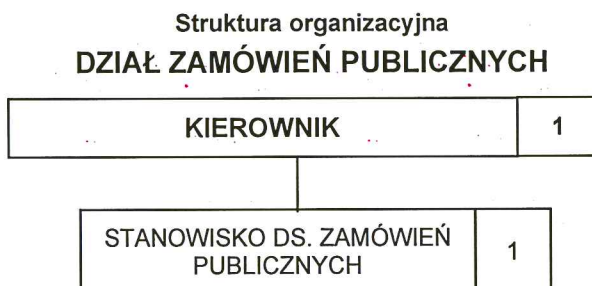 Struktura organizacyjna
DZIAŁ ZAMÓWIEŃ PUBLICZNYCH
KIEROWNIK 1
STANOWISKO DS. ZAMÓWIEŃ
PUBLICZNYCH 1